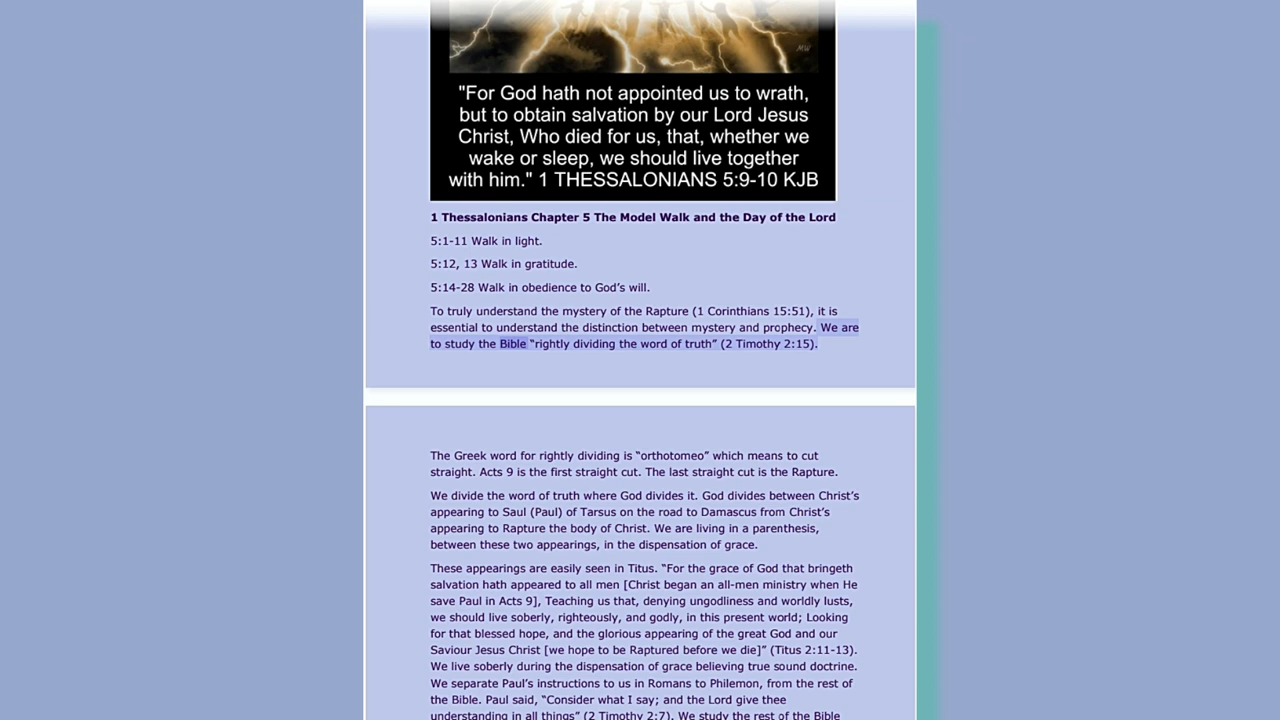 MW
"For God hath not appointed us to wrath,
but to obtain salvation by our Lord Jesus
Christ, Who died for us, that, whether we
wake or sleep, we should live together
with him." 1 THESSALONIANS 5:9-10 KJB
1 Thessalonians Chapter 5 The Model Walk and the Day of the Lord
5:1-11 Walk in light.
5:12, 13 Walk in gratitude.
5:14-28 Walk in obedience to God’s will.
To truly understand the mystery of the Rapture (1 Corinthians 15:51), it is
essential to understand the distinction between mystery and prophecy. We are
to study the Bible “rightly dividing the word of truth” (2 Timothy 2:15).
The Greek word for rightly dividing is “orthotomeo” which means to cut
straight. Acts 9 is the first straight cut. The last straight cut is the Rapture.
We divide the word of truth where God divides it. God divides between Christ’s
appearing to Saul (Paul) of Tarsus on the road to Damascus from Christ’s
appearing to Rapture the body of Christ. We are living in a parenthesis,
between these two appearings, in the dispensation of grace.
These appearings are easily seen in Titus. “For the grace of God that bringeth
salvation hath appeared to all men [Christ began an all-men ministry when He
save Paul in Acts 9], Teaching us that, denying ungodliness and worldly lusts,
we should live soberly, righteously, and godly, in this present world; Looking
for that blessed hope, and the glorious appearing of the great God and our
Saviour Jesus Christ [we hope to be Raptured before we die]” (Titus 2:11-13).
We live soberly during the dispensation of grace believing true sound doctrine.
We separate Paul’s instructions to us in Romans to Philemon, from the rest of
the Bible. Paul said, “Consider what I say; and the Lord give thee
understanding in all things” (2 Timothy 2:7). We study the rest of the Bible